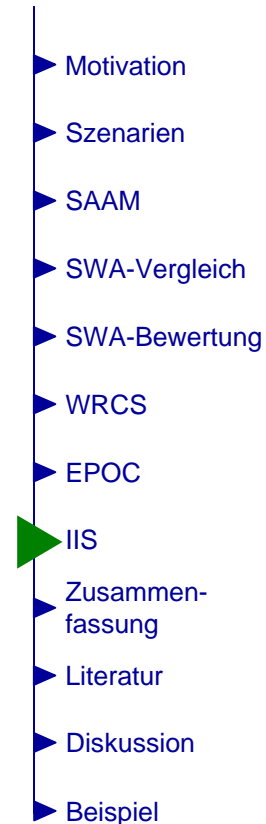 Motivation
Szenarien
SAAM
SWA-Vergleich
SWA-Bewertung
WRCS
EPOC
IIS
Zusammen-
fassung
Literatur
Diskussion
Beispiel